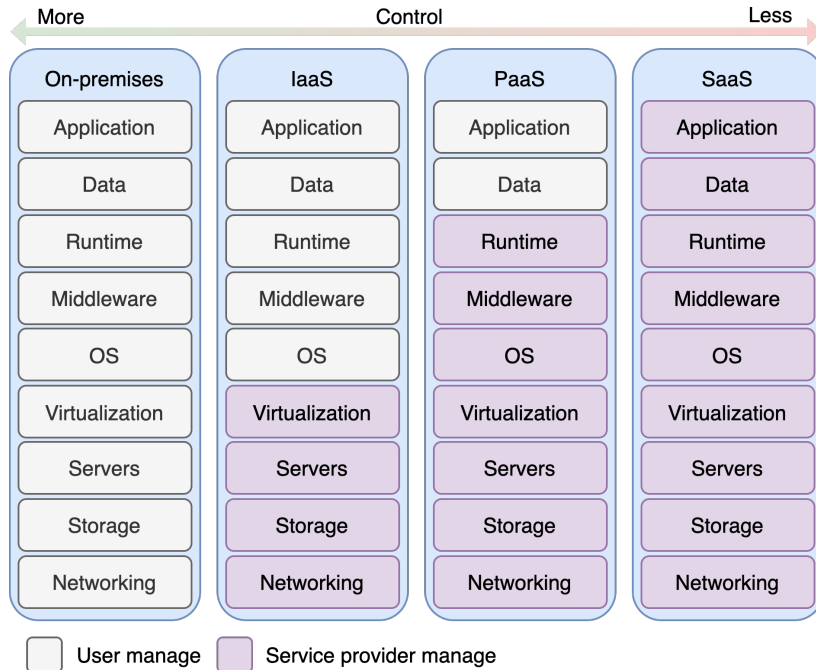 More Control Less
On-premises IaaS PaaS SaaS
Application Application Application Application
Data Data Data Data
Runtime Runtime Runtime Runtime
Middleware Middleware Middleware Middleware
OS OS OS OS
Virtualization Virtualization Virtualization Virtualization
Servers Servers Servers Servers
Storage Storage Storage Storage
Networking Networking Networking Networking
User manage Service provider manage